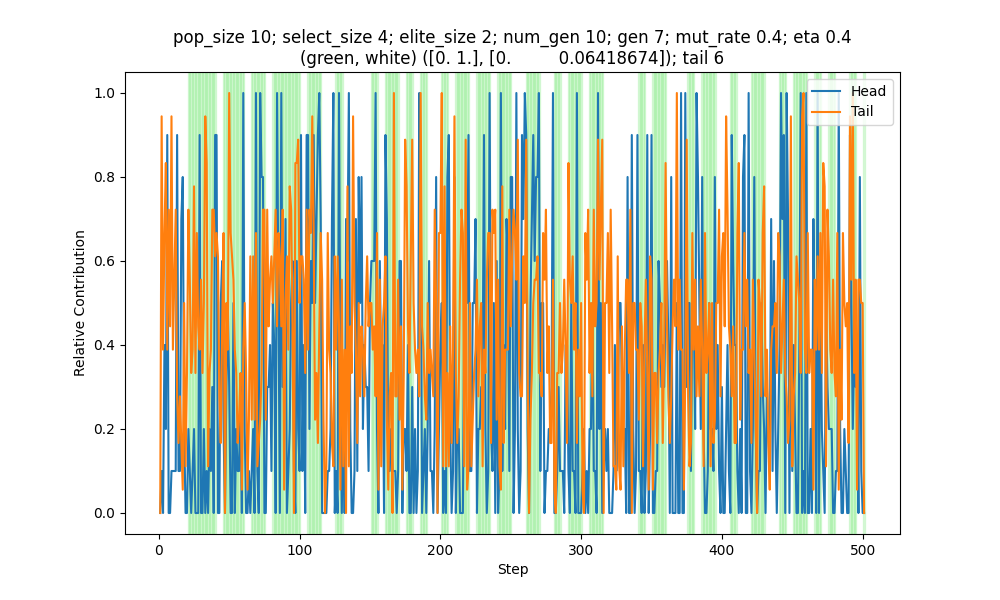 pop_size 10; select_size 4; elite_size 2; num_gen 10; gen 7; mut_rate 0.4; eta 0.4
(green, white) ([0. 1.], [0.          0.06418674]); tail 6
Head
Tail
1.0
0.8
0.6
0.4
0.2
0.0
Relative Contribution
0
100
200
300
400
500
Step